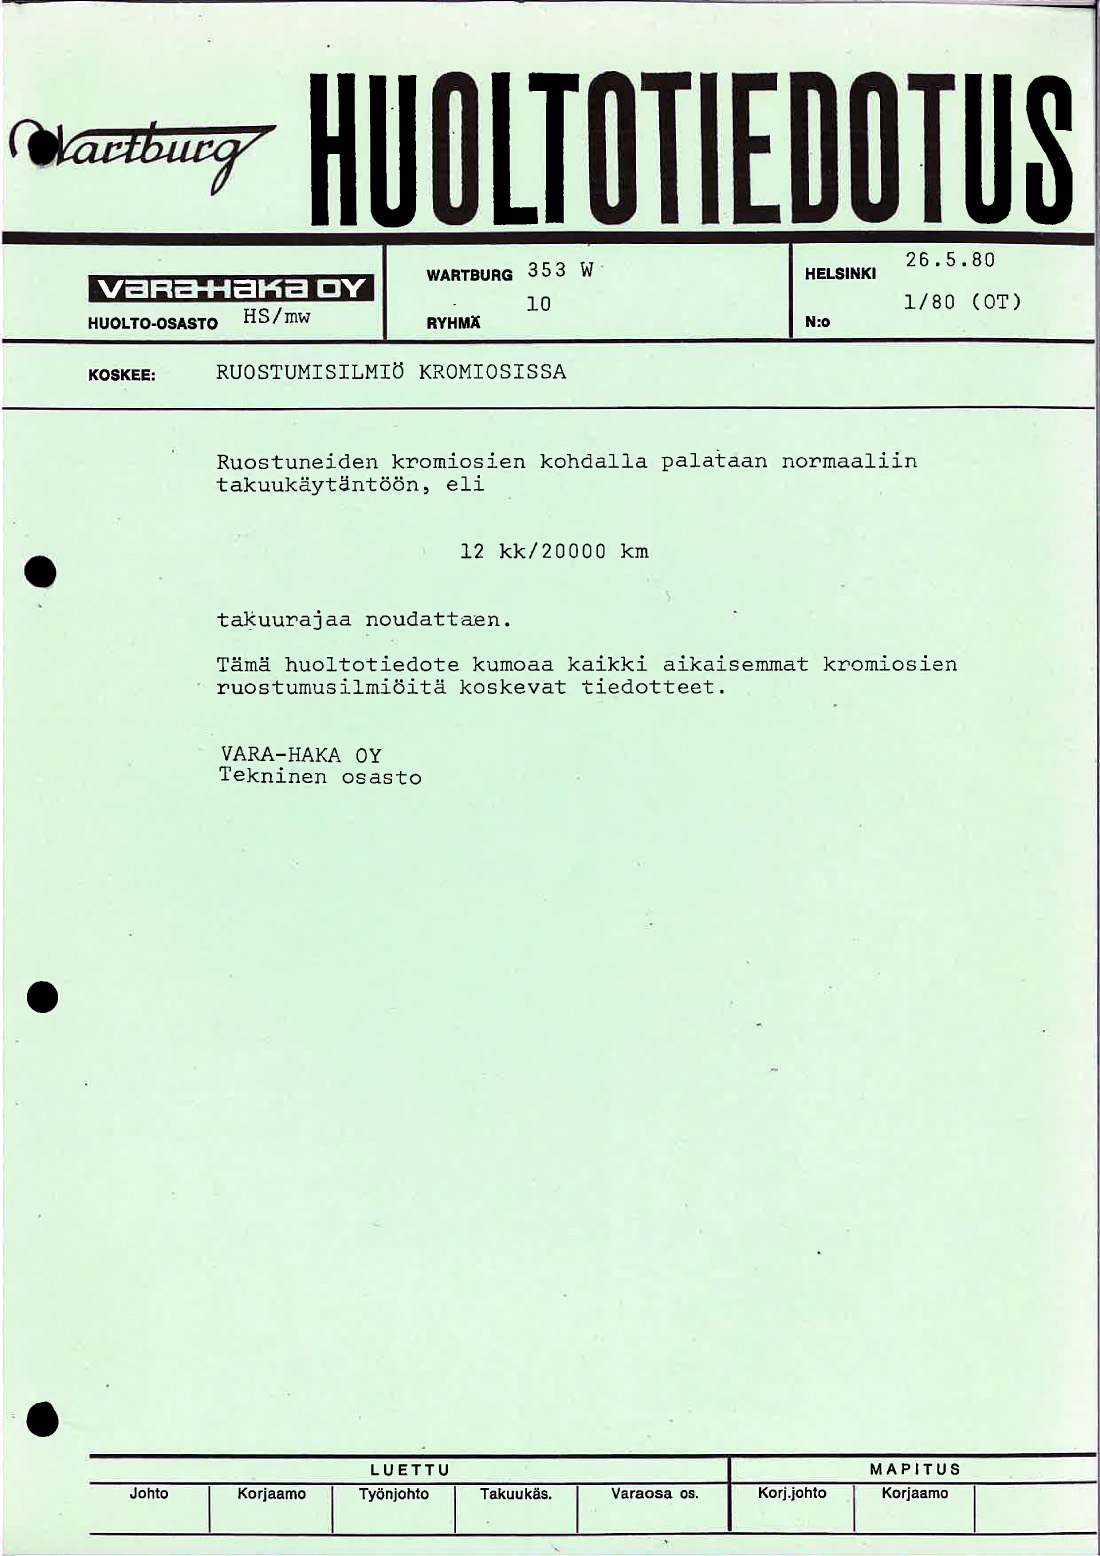 Wartburg HUOLTOTIEDOTUS
VARA-HAKA OY
HUOLTO-OSASTO HS/mw
WARTBURG 353 W
10
RYHMÄ
HELSINKI 26.5.80
1/80 (OT)
N:o
KOSKEE: RUOSTUMISILMIÖ KROMIOSISSA
Ruostuneiden kromiosien kohdalla palataan normaaliin
takuukäytäntöön, eli
12 kk/20000 km
takuurajaa noudattaen.
Tämä huoltotiedote kumoaa kaikki aikaisemmat kromiosien
ruostumusilmiöitä koskevat tiedotteet.
VARA-HAKA OY
Tekninen osasto
LUETTU MAPITUS
Johto Korjaamo Työnjohto Takuukäs. Varaosa os. Korj.johto Korjaamo